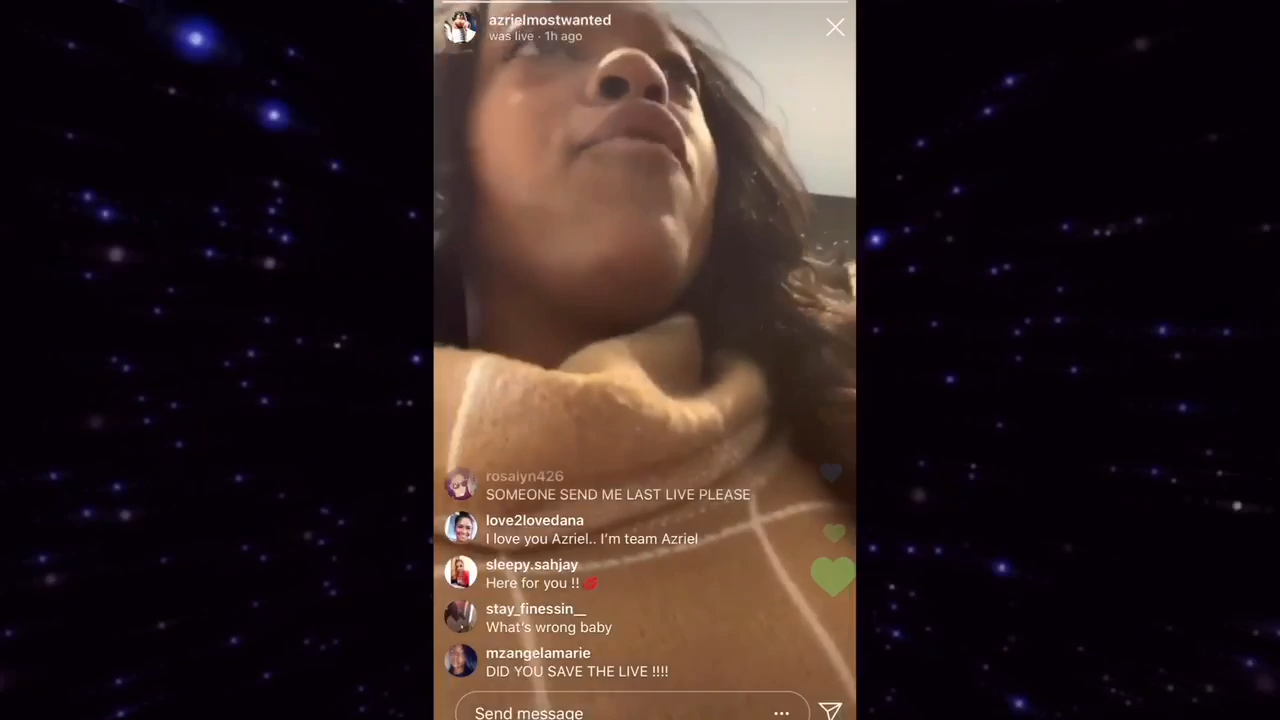 azrielmostwanted
was live · 1h ago
rosalyn426
SOMEONE SEND ME LAST LIVE PLEASE
love2lovedana
I love you Azriel.. I'm team Azriel
sleepy.sahjay
Here for you !! 💋
stay_finessin__
What's wrong baby
mzangelamarie
DID YOU SAVE THE LIVE !!!!
Send message